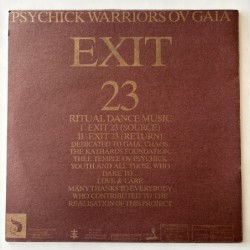 PSYCHICK WARRIORS OV GAIA
EXIT
23
RITUAL DANCE MUSIC
I EXIT 23 (SOURCE)
II EXIT 23 (RETURN)
DEDICATED TO GAIA, CHAOS,
THE KATHAROS FOUNDATION,
THEE TEMPLE OV PSYCHICK
YOUTH AND ALL THOSE WHO
DARE TO ...
LOVE & CARE
MANY THANKS TO EVERYBODY
WHO CONTRIBUTED TO THE
REALISATION OF THIS PROJECT